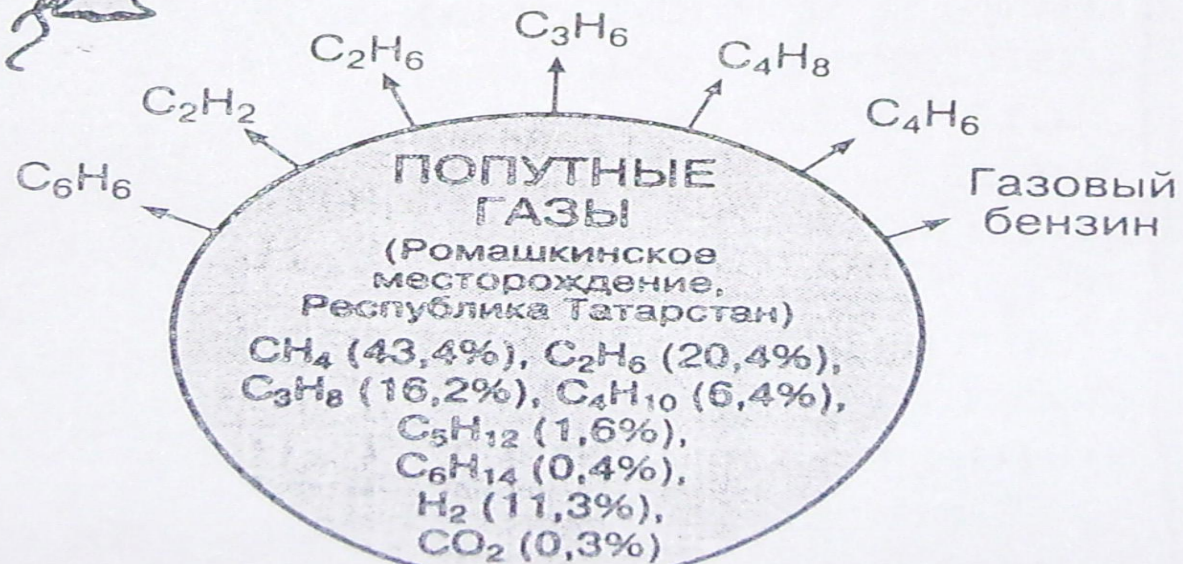 C₃H₆
C₂H₆
C₄H₈
C₂H₂
C₄H₆
C₆H₆
Газовый
бензин
ПОПУТНЫЕ
ГАЗЫ
(Ромашкинское
месторождение,
Республика Татарстан)
CH₄ (43,4%), C₂H₆ (20,4%),
C₃H₈ (16,2%), C₄H₁₀ (6,4%),
C₅H₁₂ (1,6%),
C₆H₁₄ (0,4%),
H₂ (11,3%),
CO₂ (0,3%)